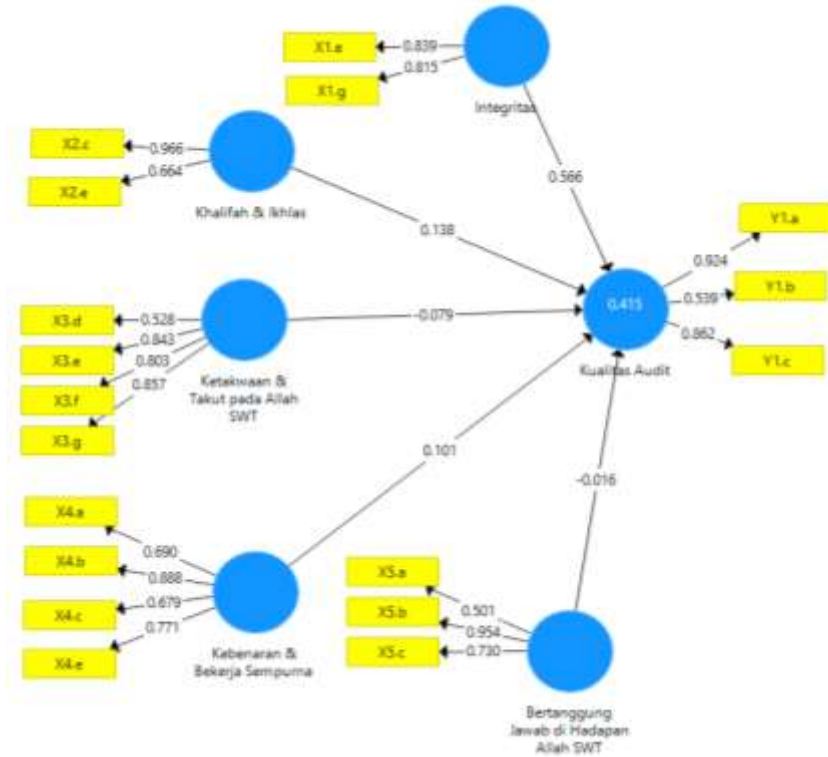 X1.e
0.839
X1.g
0.815
Integritas
0.566
X2.c
0.966
X2.e
0.664
Khalifah & Ikhlas
0.138
Y1.a
0.924
Y1.b
0.539
Y1.c
0.862
0.415
Kualitas Audit
X3.d
0.528
X3.e
0.843
X3.f
0.803
X3.g
0.857
Ketakwaan &
Takut pada Allah
SWT
-0.079
X4.a
0.690
X4.b
0.888
X4.c
0.679
X4.e
0.771
Kebenaran &
Bekerja Sempurna
0.101
X5.a
0.501
X5.b
0.954
X5.c
0.730
Bertanggung
Jawab di Hadapan
Allah SWT
-0.016